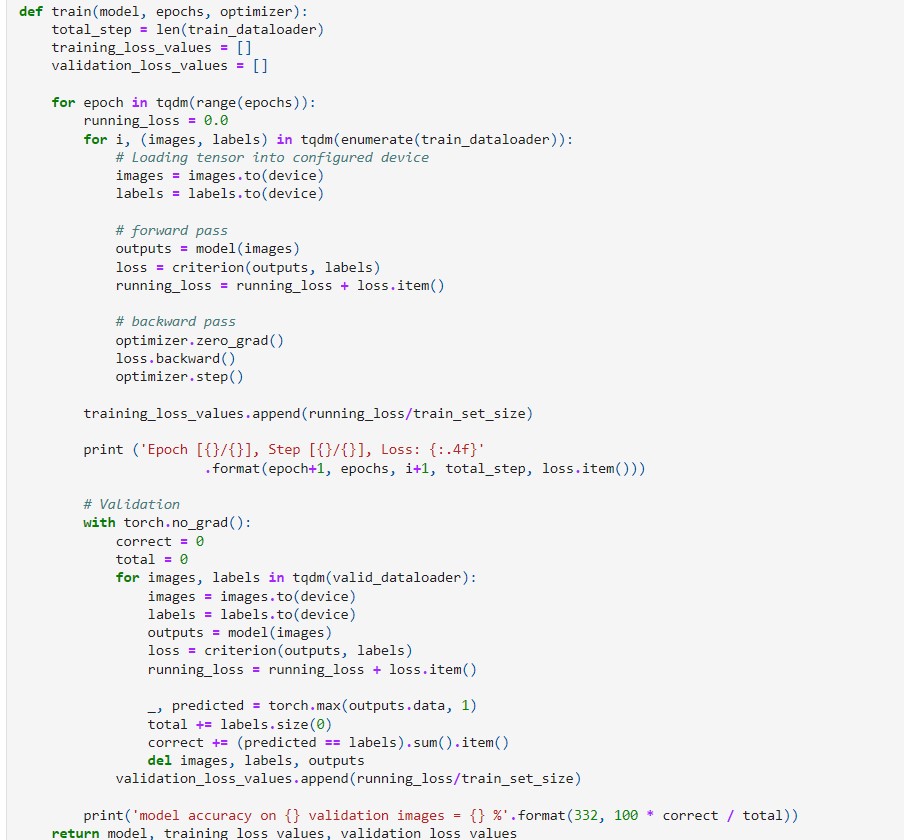 def train(model, epochs, optimizer):
    total_step = len(train_dataloader)
    training_loss_values = []
    validation_loss_values = []

    for epoch in tqdm(range(epochs)):
        running_loss = 0.0
        for i, (images, labels) in tqdm(enumerate(train_dataloader)):
            # Loading tensor into configured device
            images = images.to(device)
            labels = labels.to(device)

            # forward pass
            outputs = model(images)
            loss = criterion(outputs, labels)
            running_loss = running_loss + loss.item()

            # backward pass
            optimizer.zero_grad()
            loss.backward()
            optimizer.step()

        training_loss_values.append(running_loss/train_set_size)

        print ('Epoch [{}/{}], Step [{}/{}], Loss: {:.4f}'
                       .format(epoch+1, epochs, i+1, total_step, loss.item()))

        # Validation
        with torch.no_grad():
            correct = 0
            total = 0
            for images, labels in tqdm(valid_dataloader):
                images = images.to(device)
                labels = labels.to(device)
                outputs = model(images)
                loss = criterion(outputs, labels)
                running_loss = running_loss + loss.item()

                _, predicted = torch.max(outputs.data, 1)
                total += labels.size(0)
                correct += (predicted == labels).sum().item()
                del images, labels, outputs
            validation_loss_values.append(running_loss/train_set_size)

        print('model accuracy on {} validation images = {} %'.format(332, 100 * correct / total))
    return model, training_loss_values, validation_loss_values